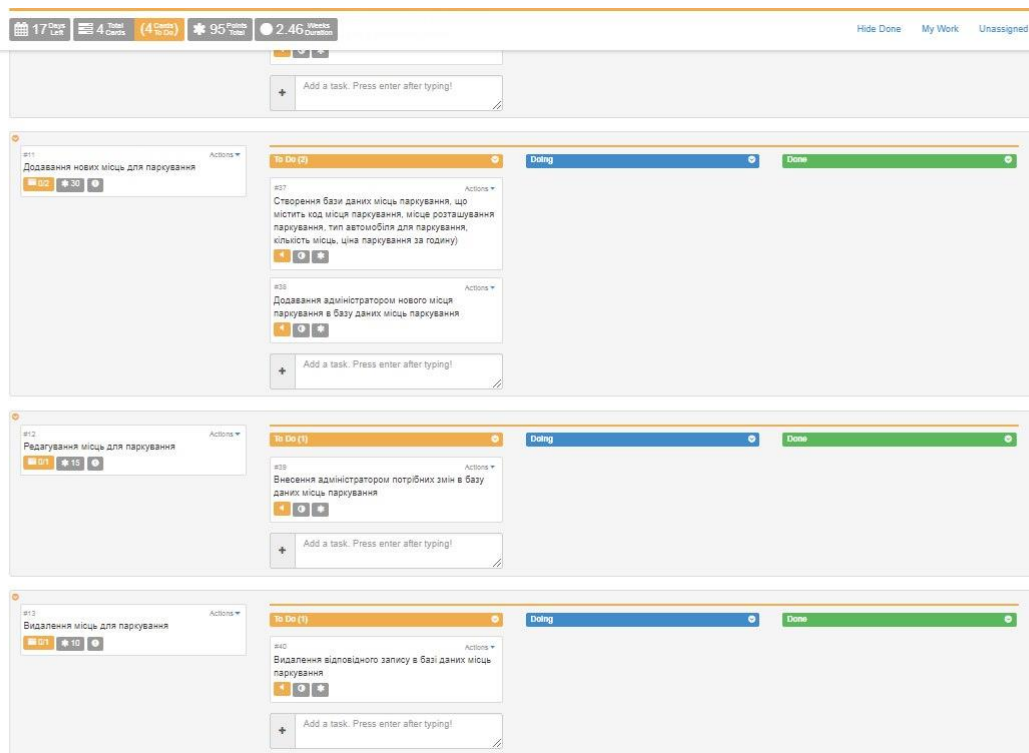 17 Days Left 4 Total Cards (4 Cards To Do) 95 Points Total 2.46 Weeks Duration
Hide Done My Work Unassigned
Add a task. Press enter after typing!
#11 Actions
Додавання нових місць для паркування
0/2 30
To Do (2) Doing Done
#37 Actions
Створення бази даних місць паркування, що
містить код місця паркування, місце розташування
паркування, тип автомобіля для паркування,
кількість місць, ціна паркування за годину)
#38 Actions
Додавання адміністратором нового місця
паркування в базу даних місць паркування
Add a task. Press enter after typing!
#12 Actions
Редагування місць для паркування
0/1 15
To Do (1) Doing Done
#39 Actions
Внесення адміністратором потрібних змін в базу
даних місць паркування
Add a task. Press enter after typing!
#13 Actions
Видалення місць для паркування
0/1 10
To Do (1) Doing Done
#40 Actions
Видалення відповідного запису в базі даних місць
паркування
Add a task. Press enter after typing!